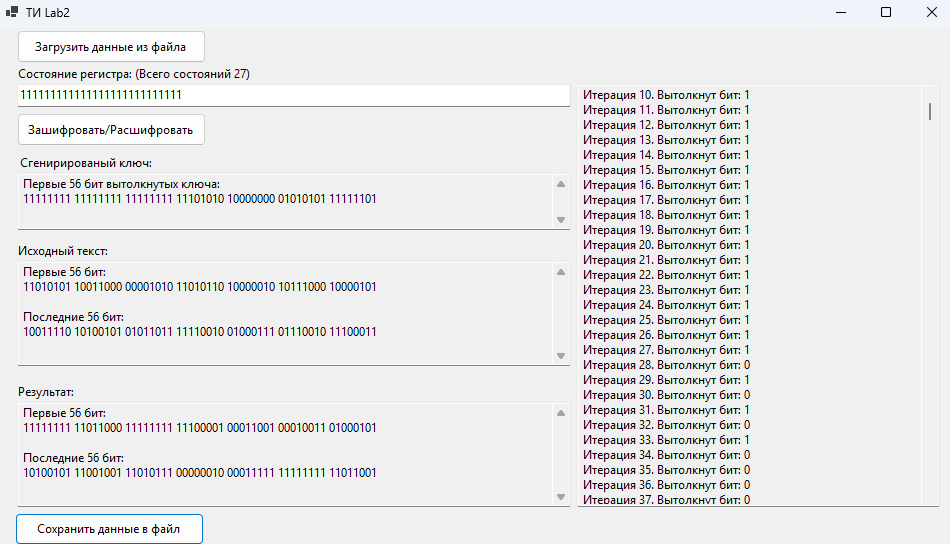 ТИ Lab2
Загрузить данные из файла
Состояние регистра: (Всего состояний 27)
111111111111111111111111111
Зашифровать/Расшифровать
Сгенирированый ключ:
Первые 56 бит вытолкнутых ключа:
11111111 11111111 11111111 11101010 10000000 01010101 11111101
Исходный текст:
Первые 56 бит:
11010101 10011000 00001010 11010110 10000010 10111000 10000101
Последние 56 бит:
10011110 10100101 01011011 11110010 01000111 01110010 11100011
Результат:
Первые 56 бит:
11111111 11011000 11111111 11100001 00011001 00010011 01000101
Последние 56 бит:
10100101 11001001 11010111 00000010 00011111 11111111 11011001
Сохранить данные в файл
Итерация 10. Вытолкнут бит: 1
Итерация 11. Вытолкнут бит: 1
Итерация 12. Вытолкнут бит: 1
Итерация 13. Вытолкнут бит: 1
Итерация 14. Вытолкнут бит: 1
Итерация 15. Вытолкнут бит: 1
Итерация 16. Вытолкнут бит: 1
Итерация 17. Вытолкнут бит: 1
Итерация 18. Вытолкнут бит: 1
Итерация 19. Вытолкнут бит: 1
Итерация 20. Вытолкнут бит: 1
Итерация 21. Вытолкнут бит: 1
Итерация 22. Вытолкнут бит: 1
Итерация 23. Вытолкнут бит: 1
Итерация 24. Вытолкнут бит: 1
Итерация 25. Вытолкнут бит: 1
Итерация 26. Вытолкнут бит: 1
Итерация 27. Вытолкнут бит: 1
Итерация 28. Вытолкнут бит: 0
Итерация 29. Вытолкнут бит: 1
Итерация 30. Вытолкнут бит: 0
Итерация 31. Вытолкнут бит: 1
Итерация 32. Вытолкнут бит: 0
Итерация 33. Вытолкнут бит: 1
Итерация 34. Вытолкнут бит: 0
Итерация 35. Вытолкнут бит: 0
Итерация 36. Вытолкнут бит: 0
Итерация 37. Вытолкнут бит: 0